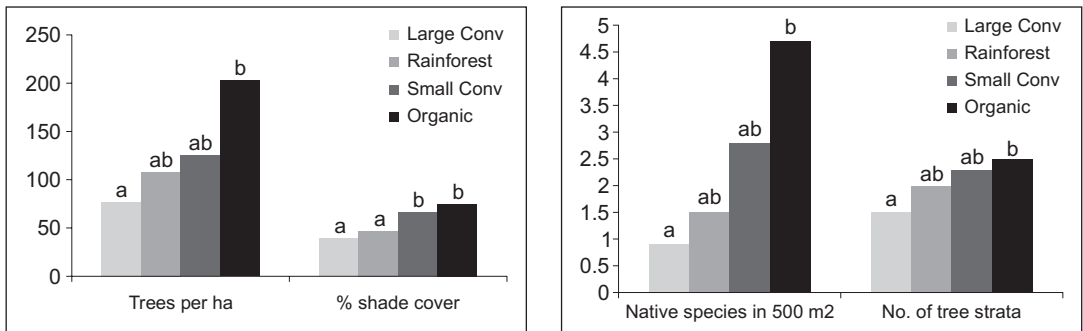 250
200
150
100
50
0
a
ab
ab
b
a
a
b
b
Large Conv
Rainforest
Small Conv
Organic
Trees per ha
% shade cover
5
4.5
4
3.5
3
2.5
2
1.5
1
0.5
0
a
ab
ab
b
a
ab
ab
b
Large Conv
Rainforest
Small Conv
Organic
Native species in 500 m2
No. of tree strata